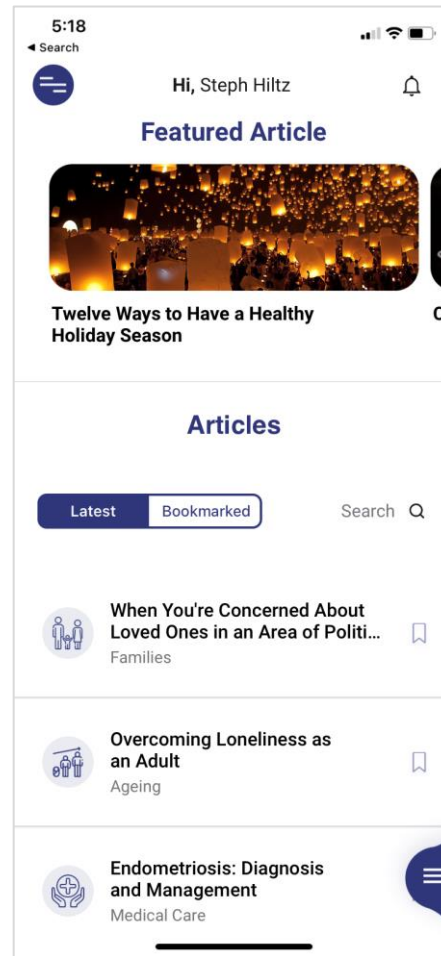 5:18
◀ Search
Hi, Steph Hiltz
Featured Article
Twelve Ways to Have a Healthy
Holiday Season
Articles
Latest
Bookmarked
Search
When You're Concerned About
Loved Ones in an Area of Politi...
Families
Overcoming Loneliness as
an Adult
Ageing
Endometriosis: Diagnosis
and Management
Medical Care